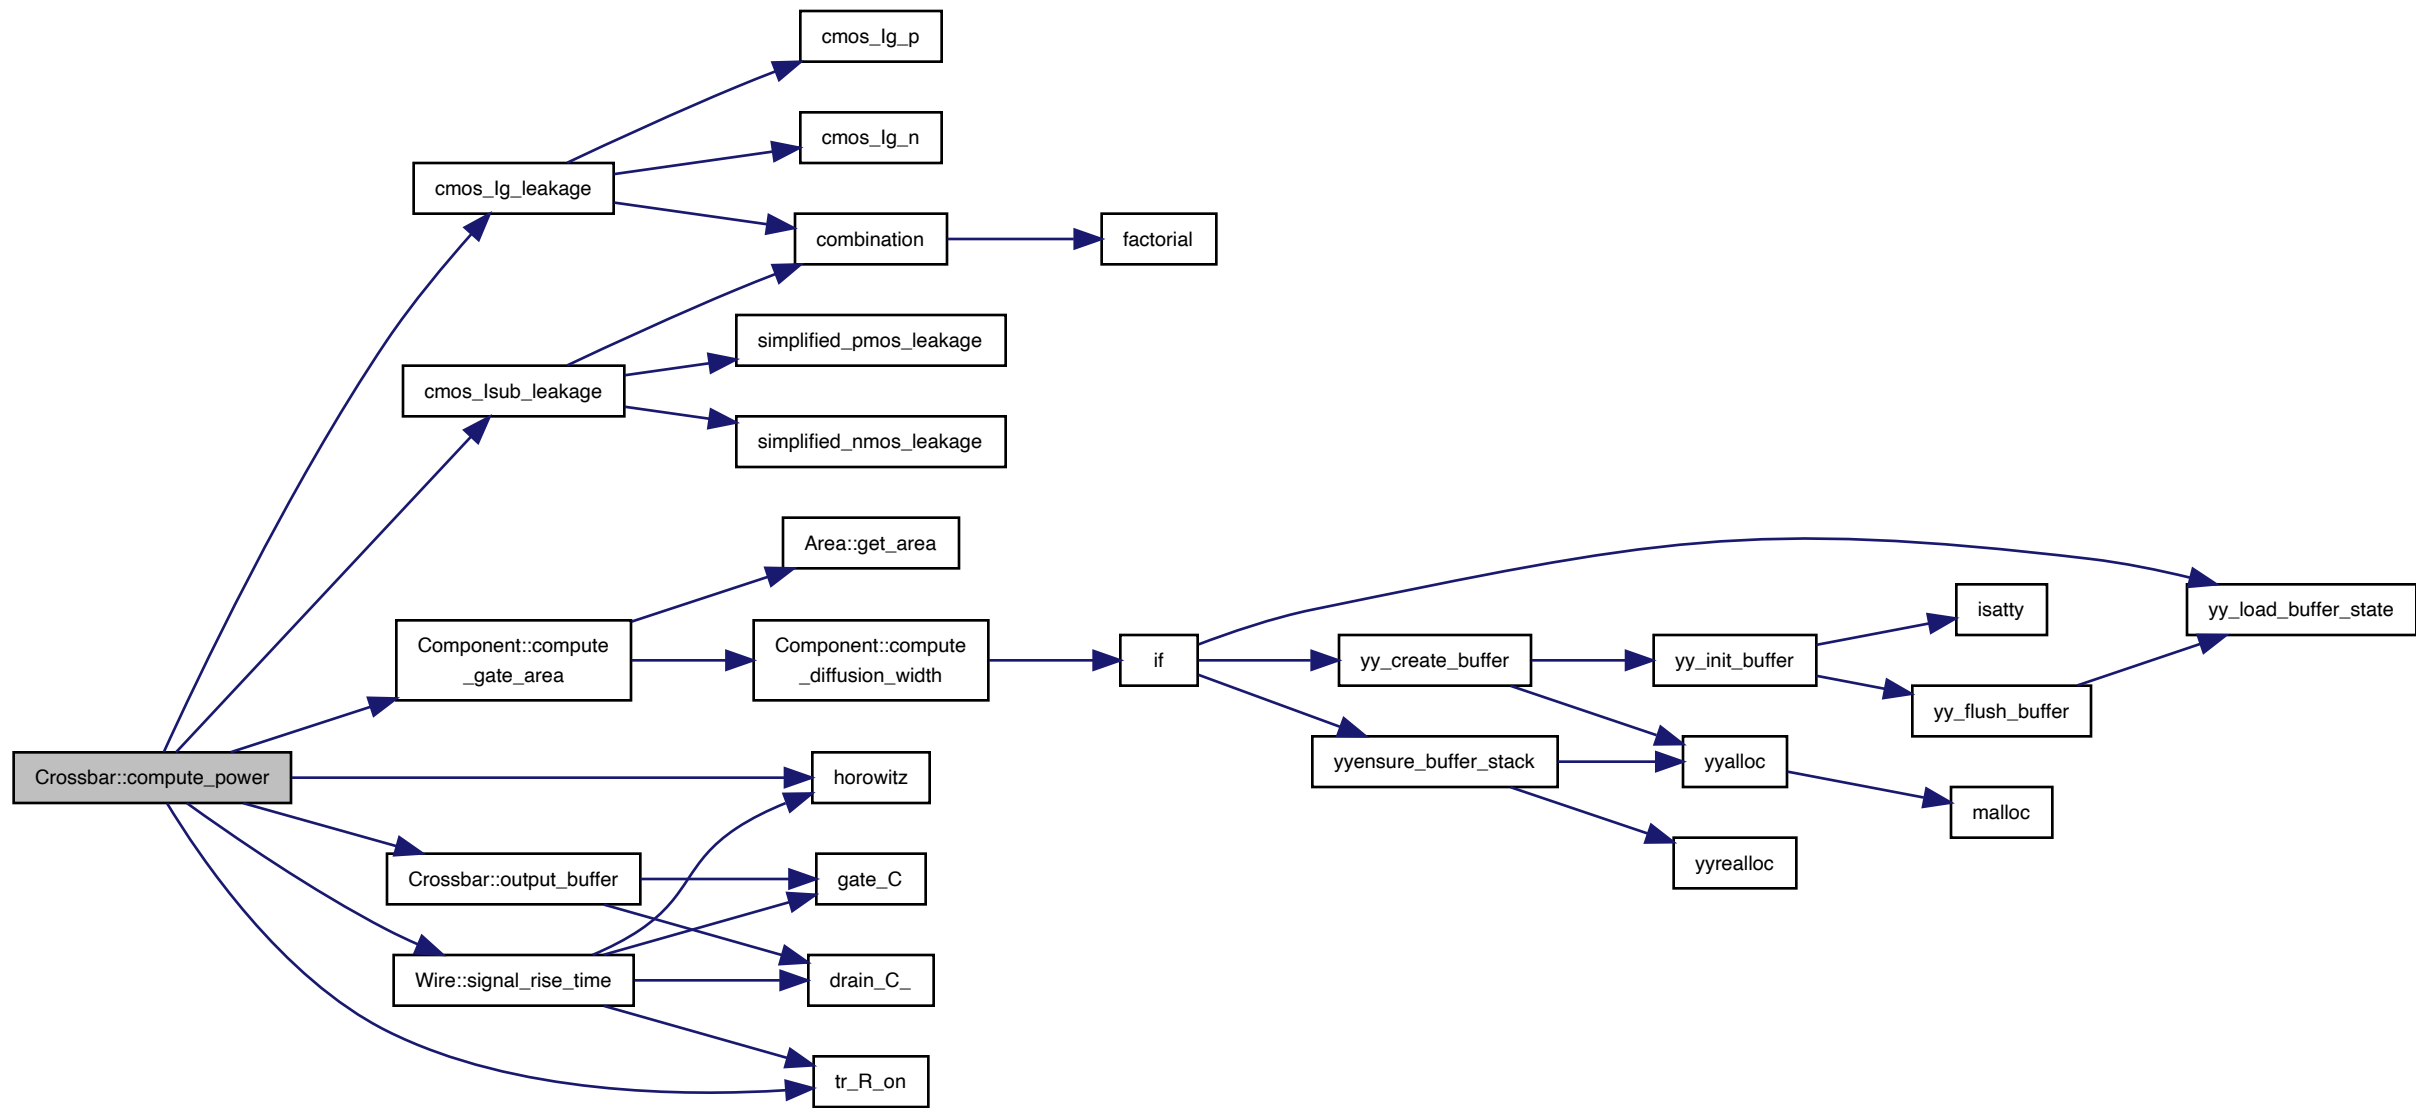 cmos_Ig_p
cmos_Ig_n
cmos_Ig_leakage
combination
factorial
simplified_pmos_leakage
cmos_Isub_leakage
simplified_nmos_leakage
Area::get_area
isatty
yy_load_buffer_state
Component::compute
_gate_area
Component::compute
_diffusion_width
if
yy_create_buffer
yy_init_buffer
yy_flush_buffer
yyensure_buffer_stack
yyalloc
Crossbar::compute_power
horowitz
malloc
yyrealloc
Crossbar::output_buffer
gate_C
Wire::signal_rise_time
drain_C_
tr_R_on